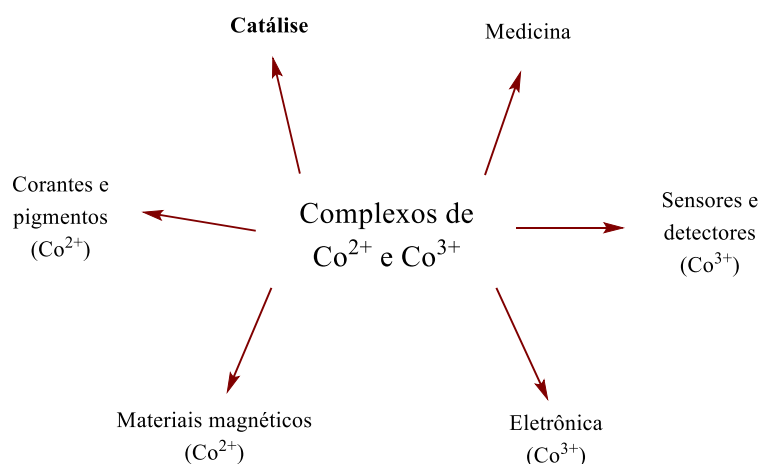 Catálise
Medicina
Corantes e
pigmentos
(Co²⁺)
Complexos de
Co²⁺ e Co³⁺
Sensores e
detectores
(Co³⁺)
Materiais magnéticos
(Co²⁺)
Eletrônica
(Co³⁺)